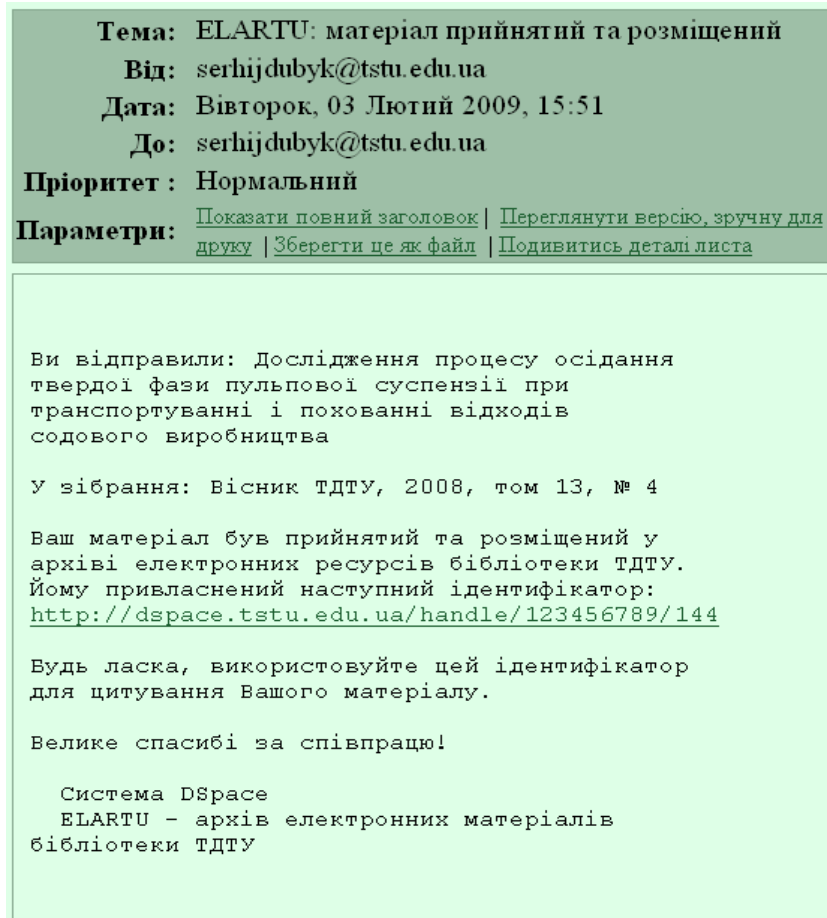 Тема: ELARTU: матеріал прийнятий та розміщений
Від: serhijdubyk@tstu.edu.ua
Дата: Вівторок, 03 Лютий 2009, 15:51
До: serhijdubyk@tstu.edu.ua
Пріоритет : Нормальний
Параметри: Показати повний заголовок | Переглянути версію, зручну для
друку | Зберегти це як файл | Подивитись деталі листа
Ви відправили: Дослідження процесу осідання
твердої фази пульпової суспензії при
транспортуванні і похованні відходів
содового виробництва
У зібрання: Вісник ТДТУ, 2008, том 13, № 4
Ваш матеріал був прийнятий та розміщений у
архіві електронних ресурсів бібліотеки ТДТУ.
Йому привласнений наступний ідентифікатор:
http://dspace.tstu.edu.ua/handle/123456789/144
Будь ласка, використовуйте цей ідентифікатор
для цитування Вашого матеріалу.
Велике спасибі за співпрацю!
Система DSpace
ELARTU - архів електронних матеріалів
бібліотеки ТДТУ